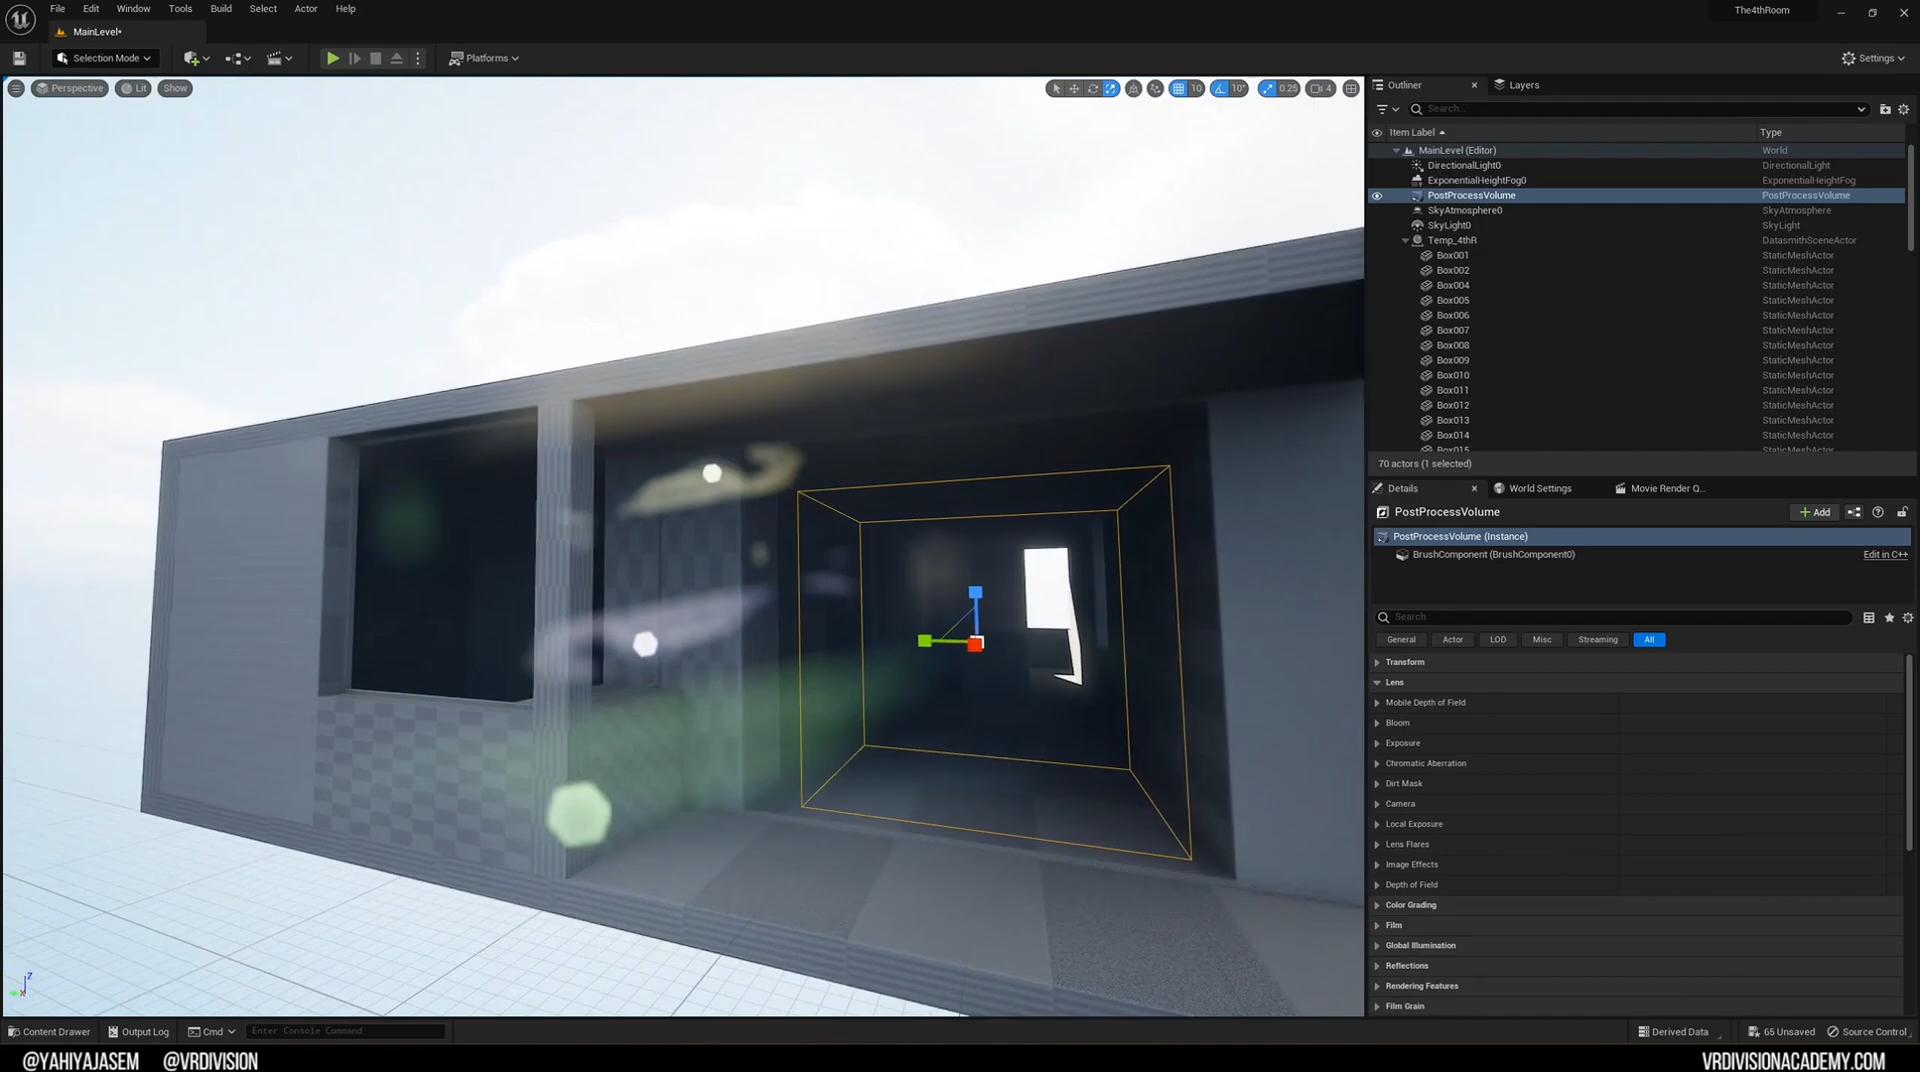 File Edit Window Tools Build Select Actor Help
The4thRoom
MainLevel•
Selection Mode
Platforms
Settings
Perspective Lit Show
10 10° 0.25 4
Outliner Layers
Search...
Item Label Type
MainLevel (Editor) World
DirectionalLight0 DirectionalLight
ExponentialHeightFog0 ExponentialHeightFog
PostProcessVolume PostProcessVolume
SkyAtmosphere0 SkyAtmosphere
SkyLight0 SkyLight
Temp_4thR DatasmithSceneActor
Box001 StaticMeshActor
Box002 StaticMeshActor
Box004 StaticMeshActor
Box005 StaticMeshActor
Box006 StaticMeshActor
Box007 StaticMeshActor
Box008 StaticMeshActor
Box009 StaticMeshActor
Box010 StaticMeshActor
Box011 StaticMeshActor
Box012 StaticMeshActor
Box013 StaticMeshActor
Box014 StaticMeshActor
Box015 StaticMeshActor
70 actors (1 selected)
Details World Settings Movie Render Q...
PostProcessVolume
+ Add
PostProcessVolume (Instance)
BrushComponent (BrushComponent0) Edit in C++
Search
General Actor LOD Misc Streaming All
Transform
Lens
Mobile Depth of Field
Bloom
Exposure
Chromatic Aberration
Dirt Mask
Camera
Local Exposure
Lens Flares
Image Effects
Depth of Field
Color Grading
Film
Global Illumination
Reflections
Rendering Features
Film Grain
Z
Content Drawer Output Log Cmd Enter Console Command
Derived Data 65 Unsaved Source Control
@YAHIYAJASEM @VRDIVISION
VRDIVISIONACADEMY.COM